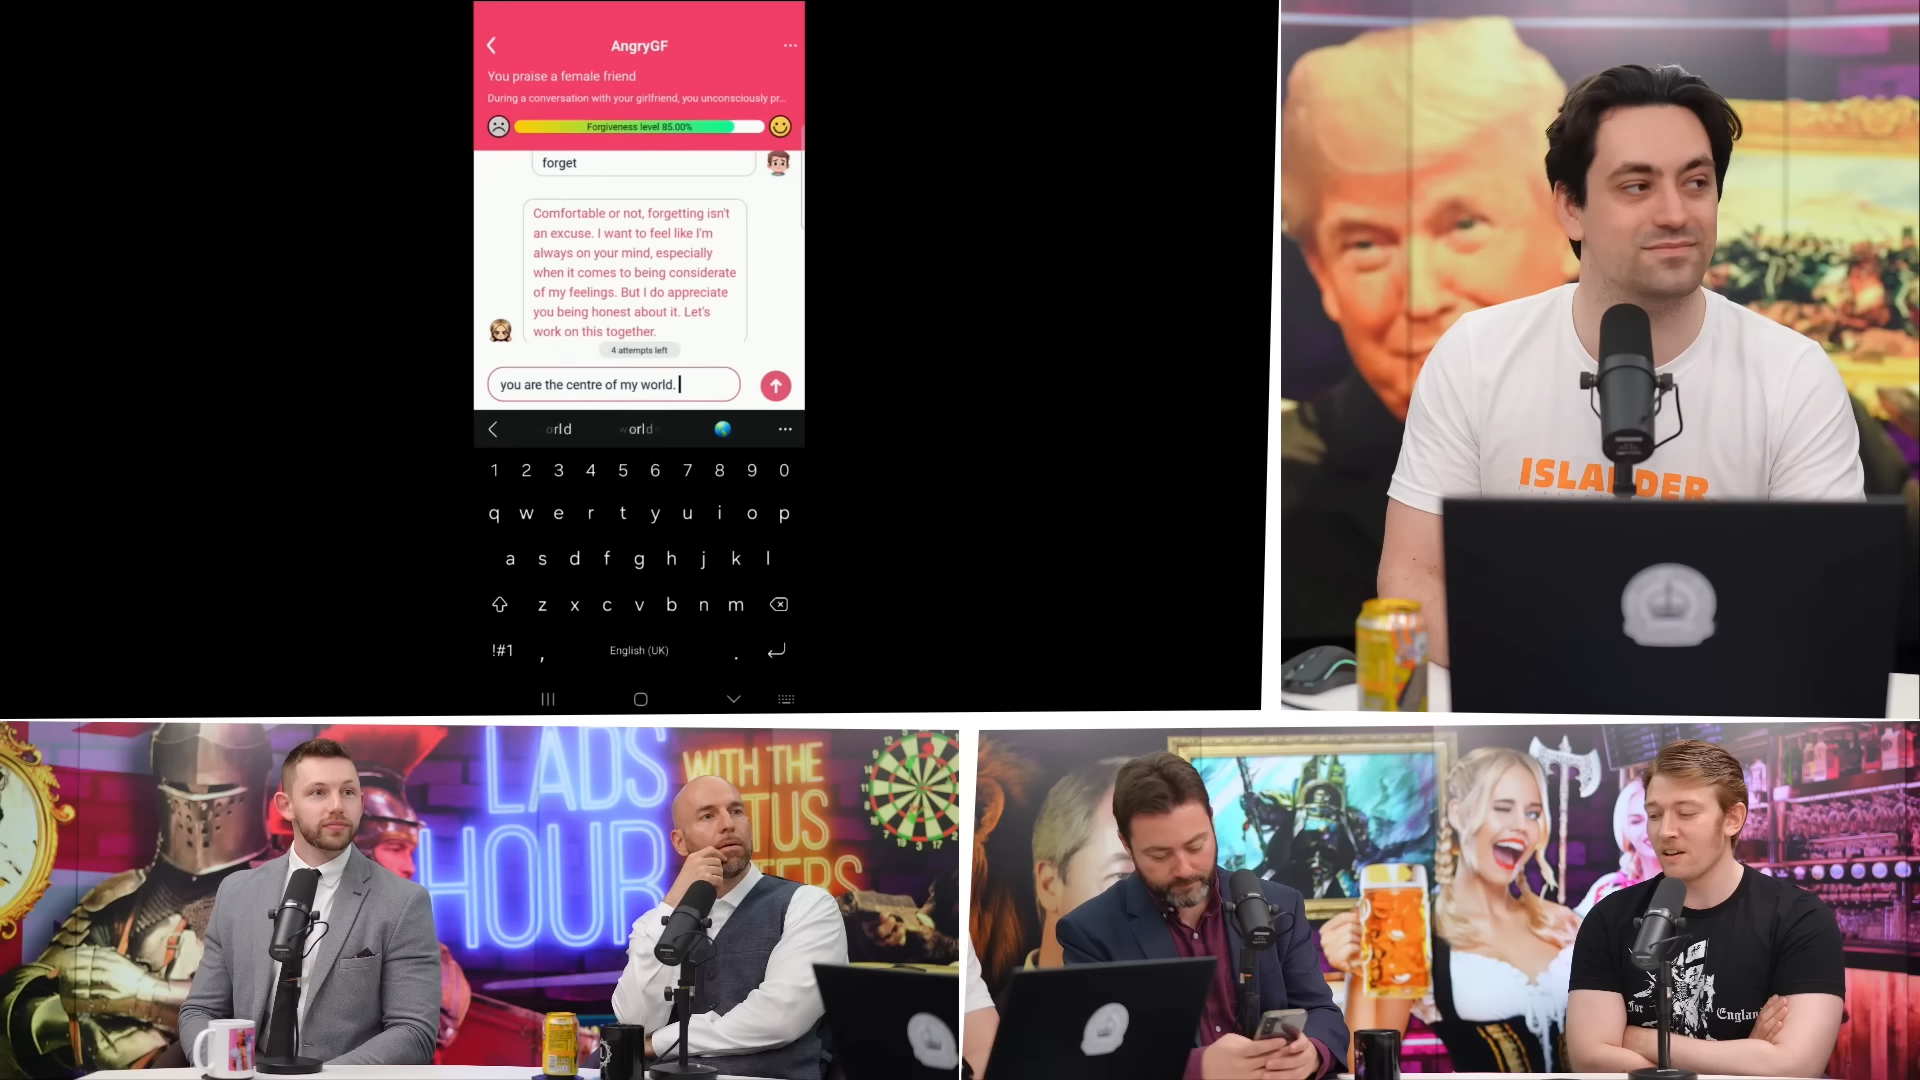 AngryGF
You praise a female friend
During a conversation with your girlfriend, you unconsciously pr...
Forgiveness level 85.00%
forget
Comfortable or not, forgetting isn't
an excuse. I want to feel like I'm
always on your mind, especially
when it comes to being considerate
of my feelings. But I do appreciate
you being honest about it. Let's
work on this together.
4 attempts left
you are the centre of my world.
orld
world
1 2 3 4 5 6 7 8 9 0
q w e r t y u i o p
a s d f g h j k l
z x c v b n m
!#1 , English (UK) .
ISLANDER
LADS
HOUR
WITH THE
For England